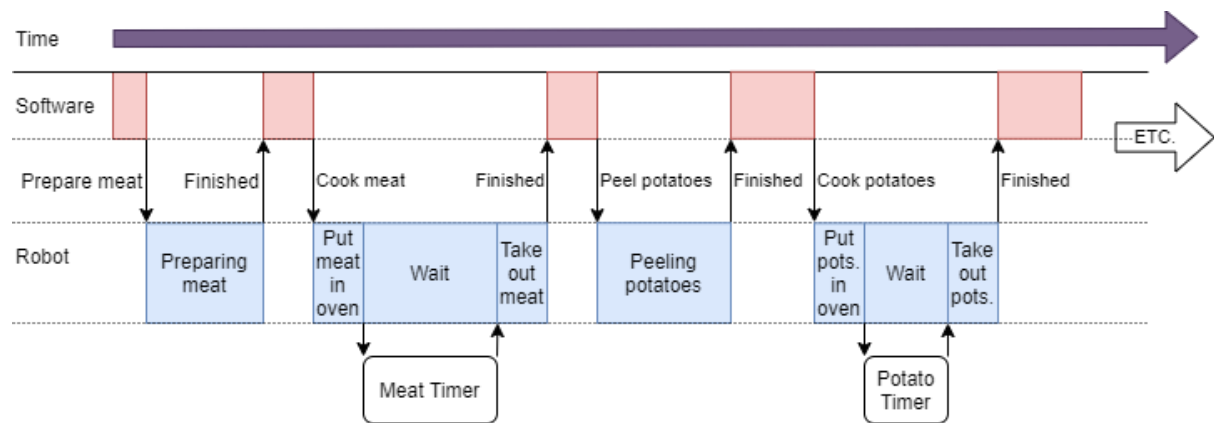 Time
Software
ETC.
Prepare meat
Finished
Cook meat
Finished
Peel potatoes
Finished
Cook potatoes
Finished
Robot
Preparing
meat
Put
meat
in
oven
Wait
Take
out
meat
Peeling
potatoes
Put
pots.
in
oven
Wait
Take
out
pots.
Meat Timer
Potato
Timer